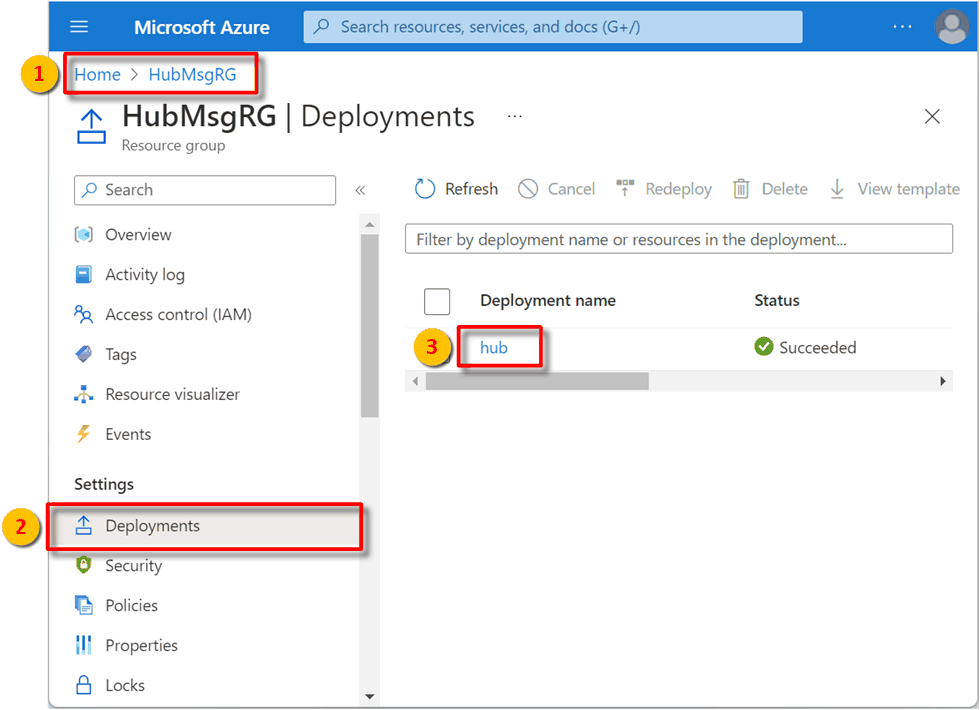 Microsoft Azure
Search resources, services, and docs (G+/)
...
1
Home > HubMsgRG
HubMsgRG | Deployments ...
Resource group
Search
«
Refresh
Cancel
Redeploy
Delete
View template
Filter by deployment name or resources in the deployment...
Deployment name
Status
3
hub
Succeeded
Overview
Activity log
Access control (IAM)
Tags
Resource visualizer
Events
Settings
2
Deployments
Security
Policies
Properties
Locks